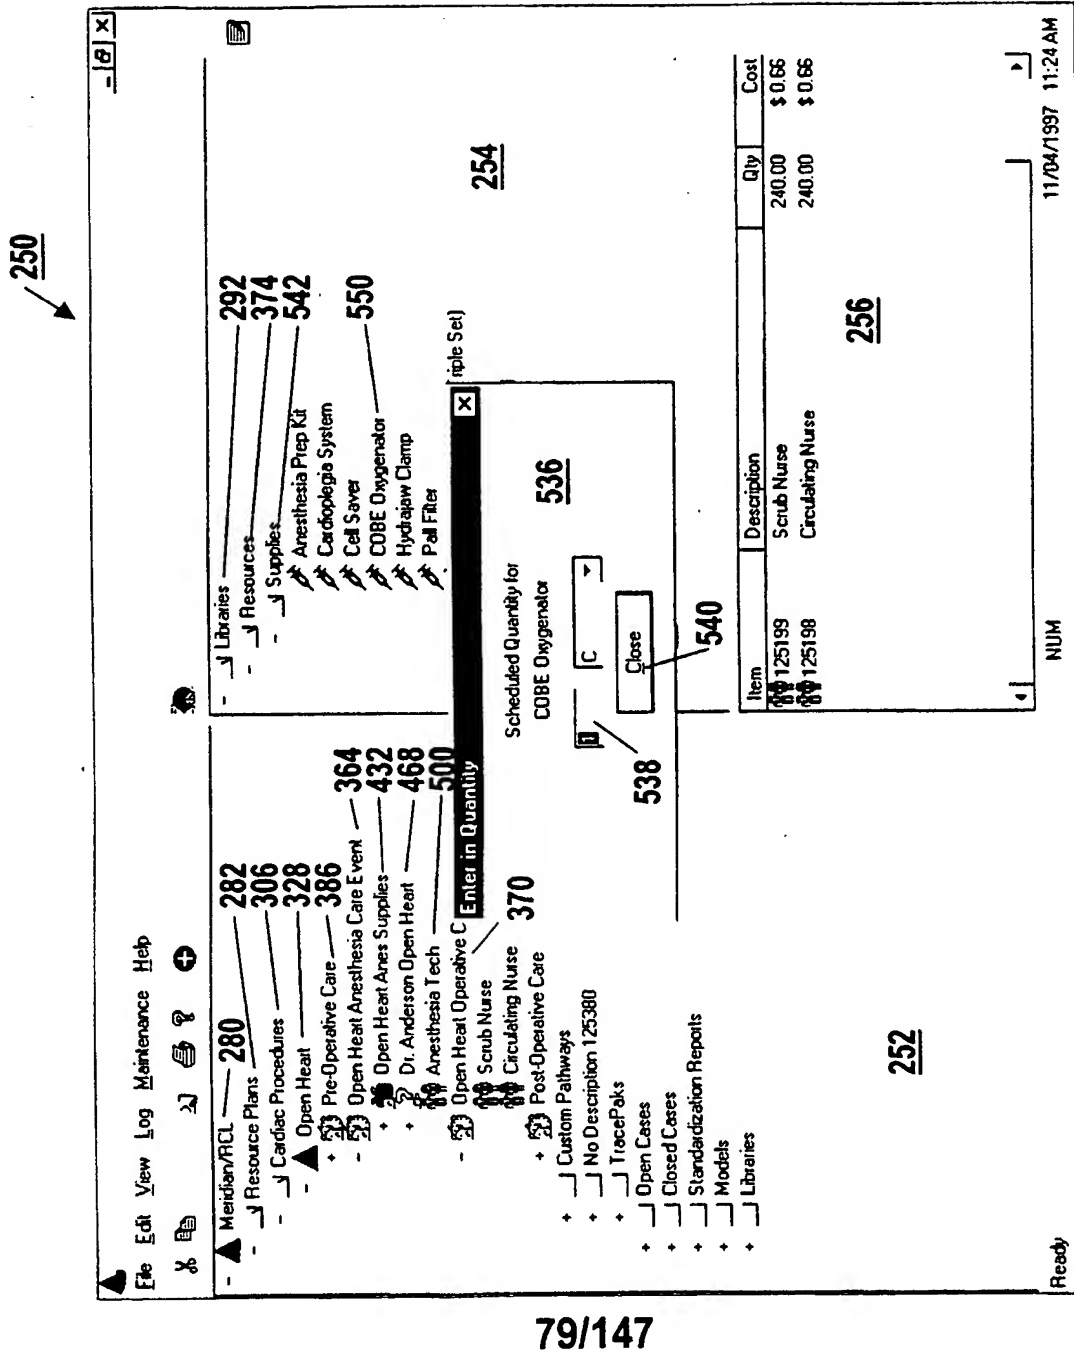 250
File Edit View Log Maintenance Help
Meridian/RCL 280
Resource Plans 282
Cardiac Procedures 306
Open Heart 328
Pre-Operative Care 386
Open Heart Anesthesia Care Event 364
Open Heart Anes Supplies 432
Dr. Anderson Open Heart 468
Anesthesia Tech 500
Open Heart Operative C 370
Scrub Nurse
Circulating Nurse
Post-Operative Care
Custom Pathways
No Description 125380
TracePaks
Open Cases
Closed Cases
Standardization Reports
Models
Libraries
252
Libraries 292
Resources 374
Supplies 542
Anesthesia Prep Kit
Cardioplegia System
Cell Saver
COBE Oxygenator 550
Hydrajaw Clamp
Pall Filter
riple Set)
254
Enter in Quantity X
Scheduled Quantity for
COBE Oxygenator
536
1 C
538
Close
540
Item Description Qty Cost
125199 Scrub Nurse 240.00 $ 0.66
125198 Circulating Nurse 240.00 $ 0.66
256
Ready NUM 11/04/1997 11:24 AM
79/147